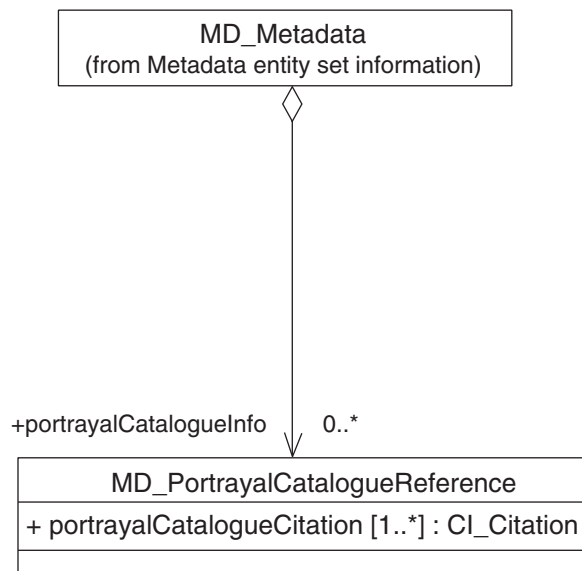 MD_Metadata
(from Metadata entity set information)
+portrayalCatalogueInfo 0..*
MD_PortrayalCatalogueReference
+ portrayalCatalogueCitation [1..*] : CI_Citation